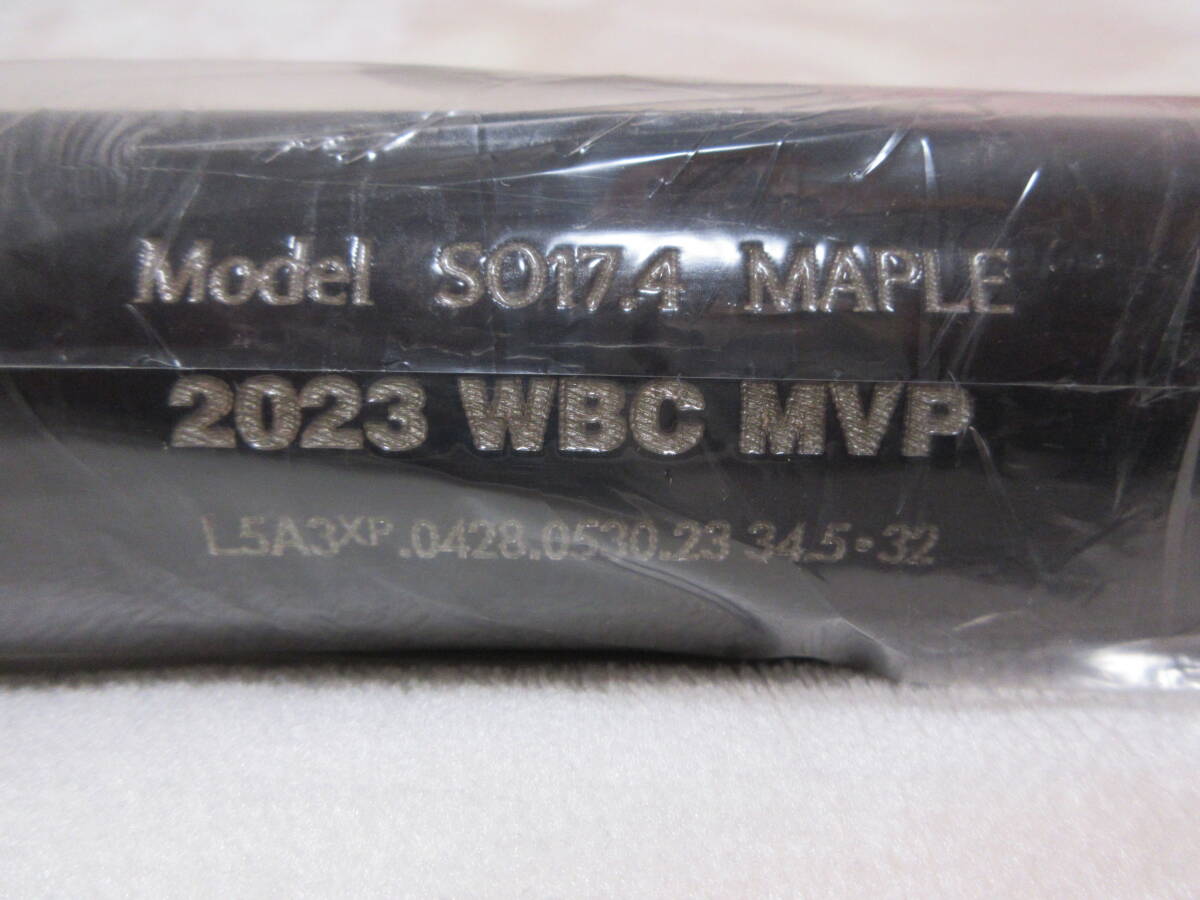 Model SO17.4 MAPLE
2023 WBC MVP
L5A3XP.0428.0530.23 34.5•32